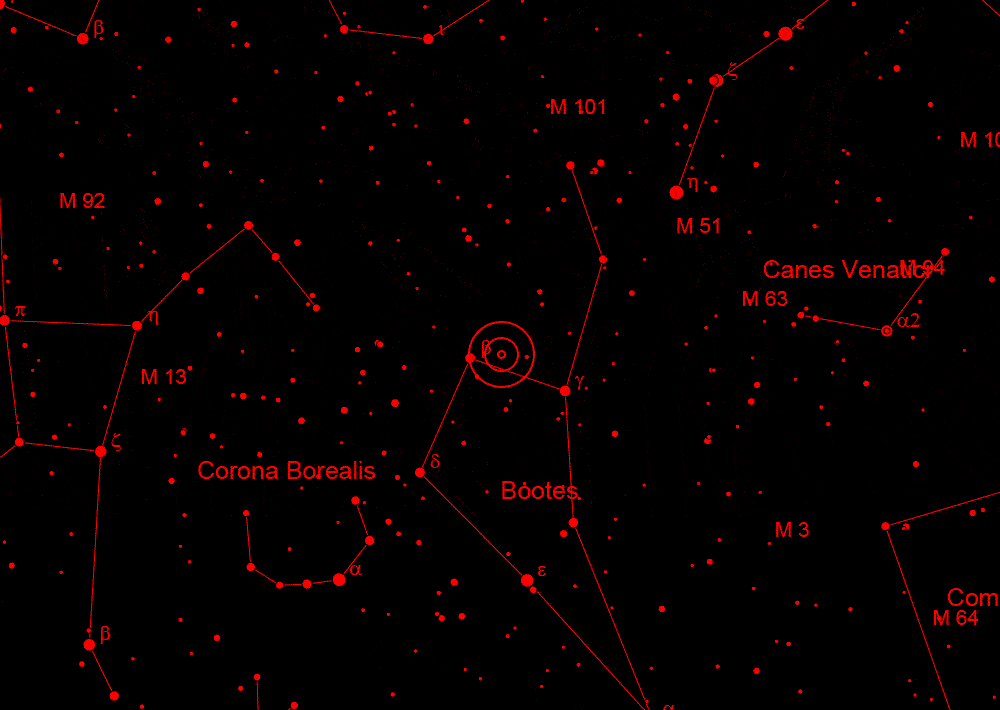 β
ι
ε
ζ
M 101
M 10
η
M 92
M 51
Canes Venatici
M 94
M 63
π
η
α2
β
M 13
γ
ζ
δ
Corona Borealis
Bootes
M 3
α
ε
Com
M 64
β
α